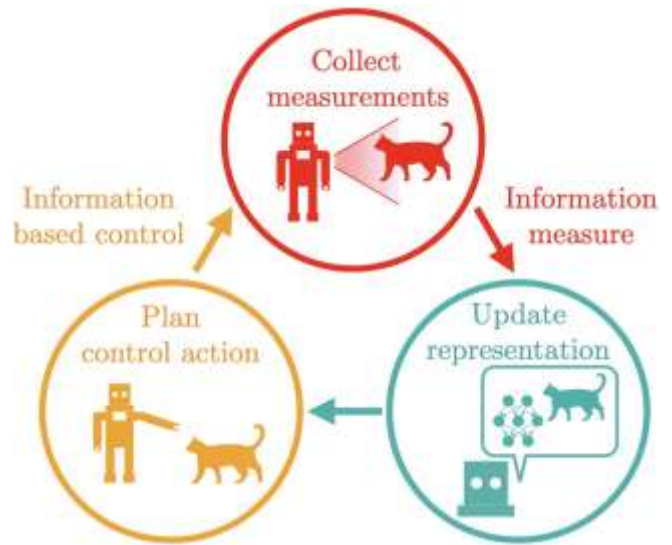 Collect
measurements
Information
based control
Information
measure
Plan
control action
Update
representation